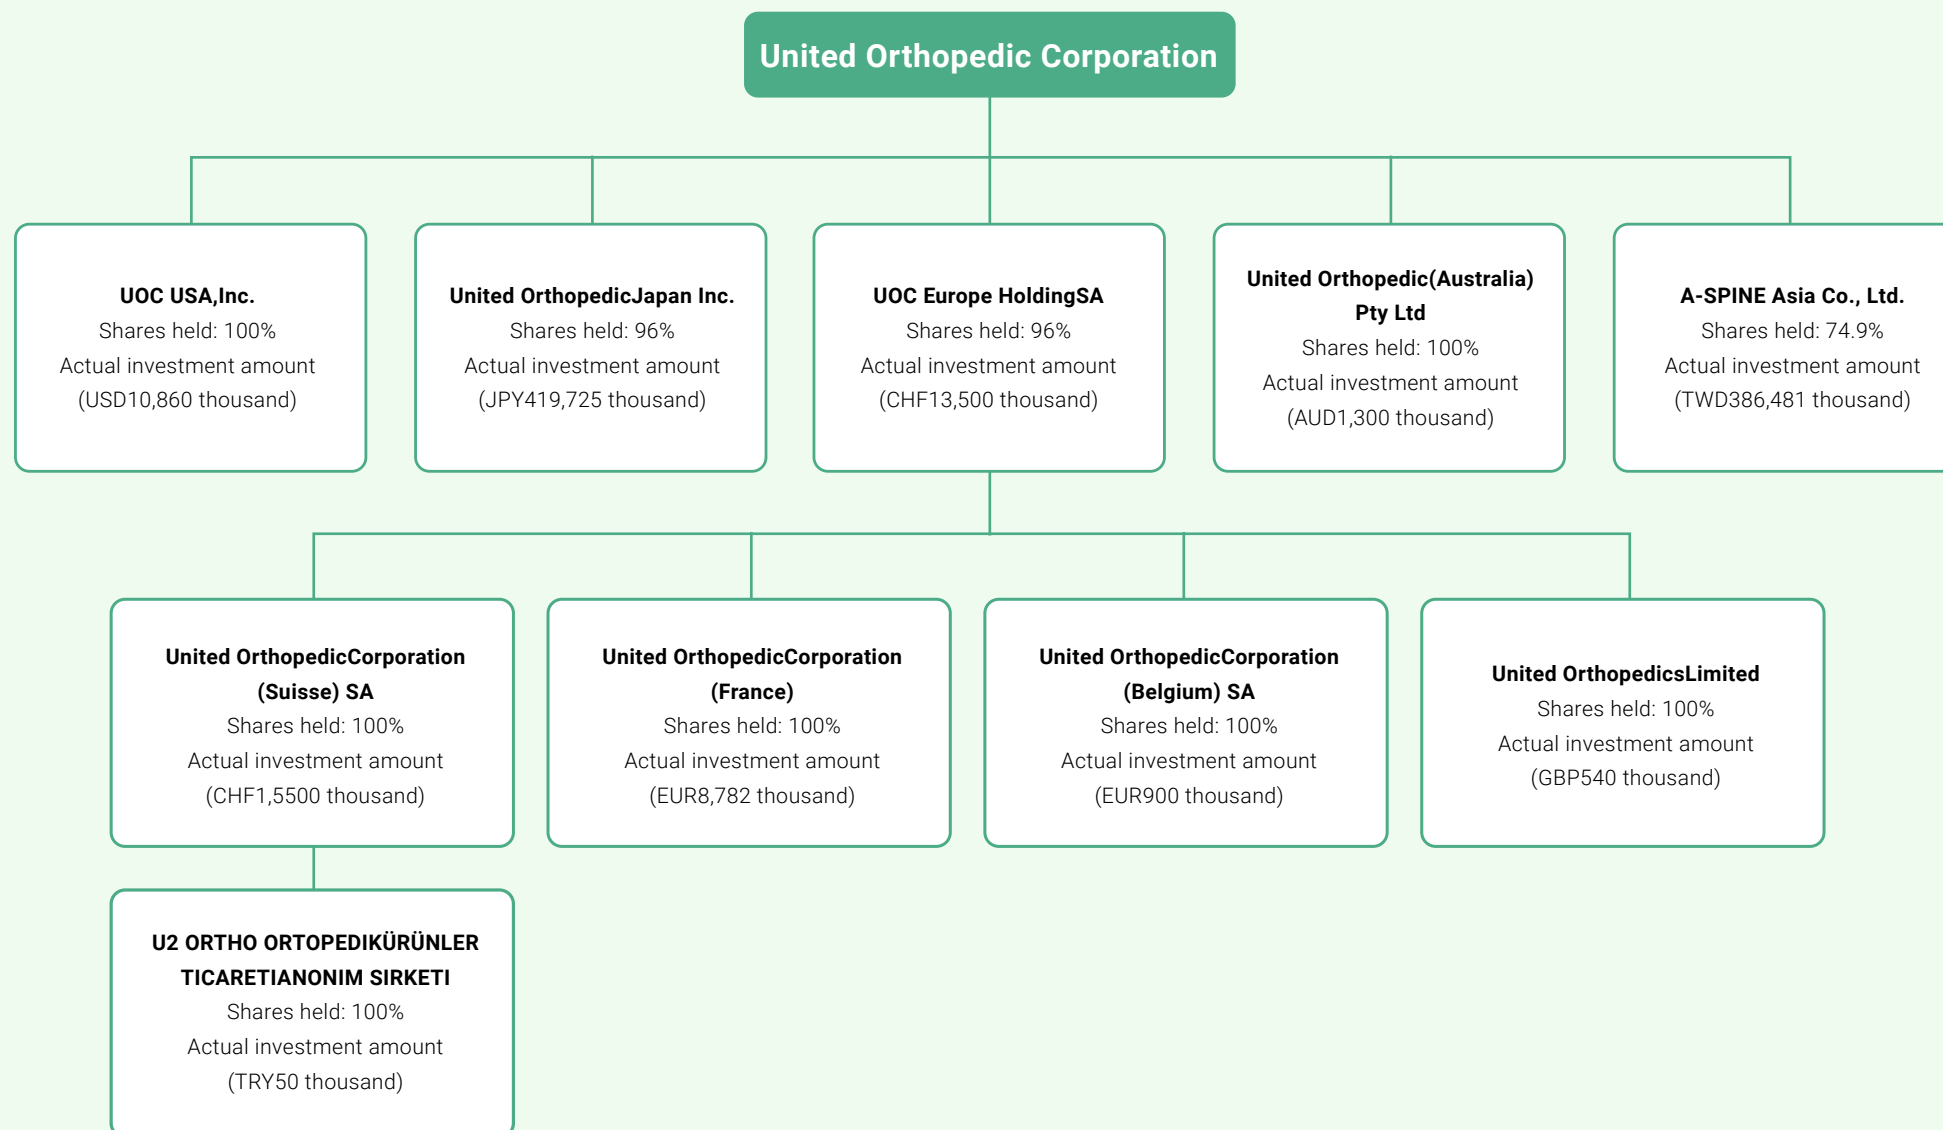 United Orthopedic Corporation
UOC USA,Inc.
Shares held: 100%
Actual investment amount
(USD10,860 thousand)
United OrthopedicJapan Inc.
Shares held: 96%
Actual investment amount
(JPY419,725 thousand)
UOC Europe HoldingSA
Shares held: 96%
Actual investment amount
(CHF13,500 thousand)
United Orthopedic(Australia)
Pty Ltd
Shares held: 100%
Actual investment amount
(AUD1,300 thousand)
A-SPINE Asia Co., Ltd.
Shares held: 74.9%
Actual investment amount
(TWD386,481 thousand)
United OrthopedicCorporation
(Suisse) SA
Shares held: 100%
Actual investment amount
(CHF1,5500 thousand)
United OrthopedicCorporation
(France)
Shares held: 100%
Actual investment amount
(EUR8,782 thousand)
United OrthopedicCorporation
(Belgium) SA
Shares held: 100%
Actual investment amount
(EUR900 thousand)
United OrthopedicsLimited
Shares held: 100%
Actual investment amount
(GBP540 thousand)
U2 ORTHO ORTOPEDIKÜRÜNLER
TICARETIANONIM SIRKETI
Shares held: 100%
Actual investment amount
(TRY50 thousand)